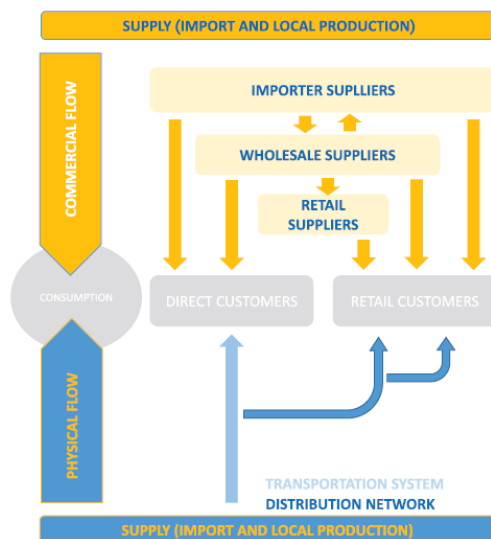 SUPPLY (IMPORT AND LOCAL PRODUCTION)
COMMERCIAL FLOW
IMPORTER SUPLLIERS
WHOLESALE SUPPLIERS
RETAIL
SUPPLIERS
CONSUMPTION
DIRECT CUSTOMERS
RETAIL CUSTOMERS
PHYSICAL FLOW
TRANSPORTATION SYSTEM
DISTRIBUTION NETWORK
SUPPLY (IMPORT AND LOCAL PRODUCTION)